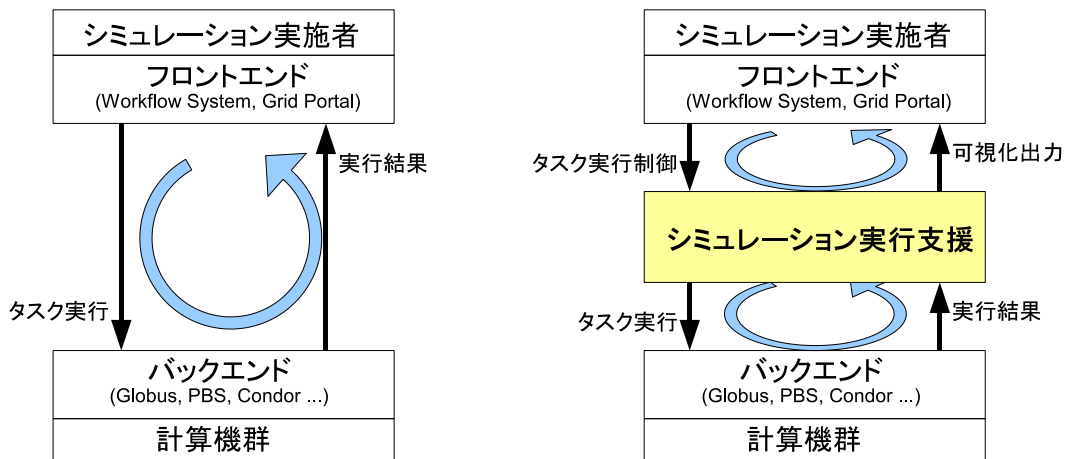 シミュレーション実施者
フロントエンド
(Workflow System, Grid Portal)
実行結果
タスク実行
バックエンド
(Globus, PBS, Condor ...)
計算機群
シミュレーション実施者
フロントエンド
(Workflow System, Grid Portal)
タスク実行制御
可視化出力
シミュレーション実行支援
タスク実行
実行結果
バックエンド
(Globus, PBS, Condor ...)
計算機群